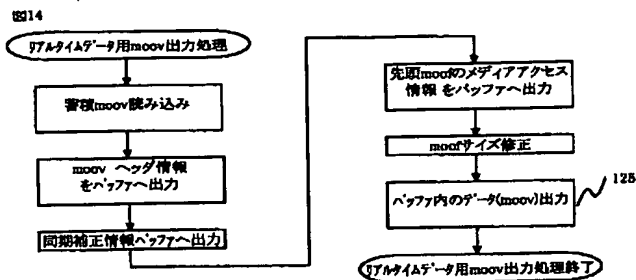 図14
リアルタイムデータ用moov出力処理
蓄積moov読み込み
moov ヘッダ情報
をバッファへ出力
同期補正情報バッファへ出力
先頭moofのメディアアクセス
情報をバッファへ出力
moofサイズ修正
バッファ内のデータ(moov)出力
125
リアルタイムデータ用moov出力処理終了